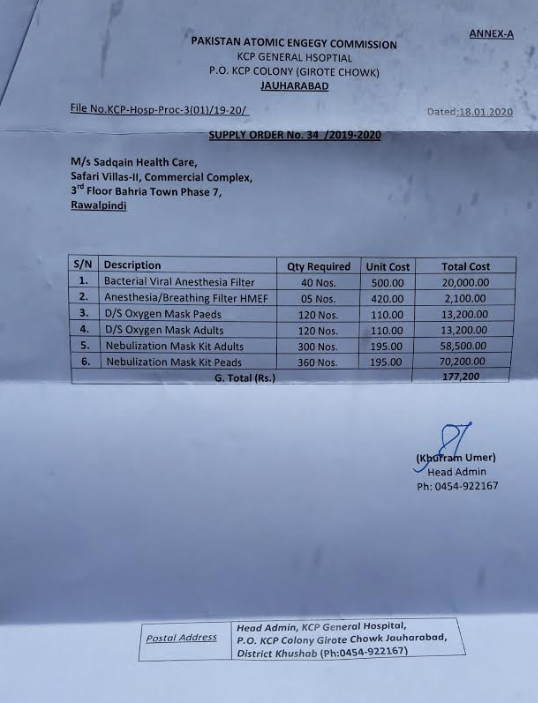 ANNEX-A
PAKISTAN ATOMIC ENGEGY COMMISSION
KCP GENERAL HSOPTIAL
P.O. KCP COLONY (GIROTE CHOWK)
JAUHARABAD
File No.KCP-Hosp-Proc-3(01)/19-20/ Dated:18.01.2020
SUPPLY ORDER No. 34 /2019-2020
M/s Sadqain Health Care,
Safari Villas-II, Commercial Complex,
3rd Floor Bahria Town Phase 7,
Rawalpindi
S/N Description Qty Required Unit Cost Total Cost
1. Bacterial Viral Anesthesia Filter 40 Nos. 500.00 20,000.00
2. Anesthesia/Breathing Filter HMEF 05 Nos. 420.00 2,100.00
3. D/S Oxygen Mask Paeds 120 Nos. 110.00 13,200.00
4. D/S Oxygen Mask Adults 120 Nos. 110.00 13,200.00
5. Nebulization Mask Kit Adults 300 Nos. 195.00 58,500.00
6. Nebulization Mask Kit Peads 360 Nos. 195.00 70,200.00
G. Total (Rs.) 177,200
(Khurram Umer)
Head Admin
Ph: 0454-922167
Postal Address
Head Admin, KCP General Hospital,
P.O. KCP Colony Girote Chowk Jauharabad,
District Khushab (Ph:0454-922167)